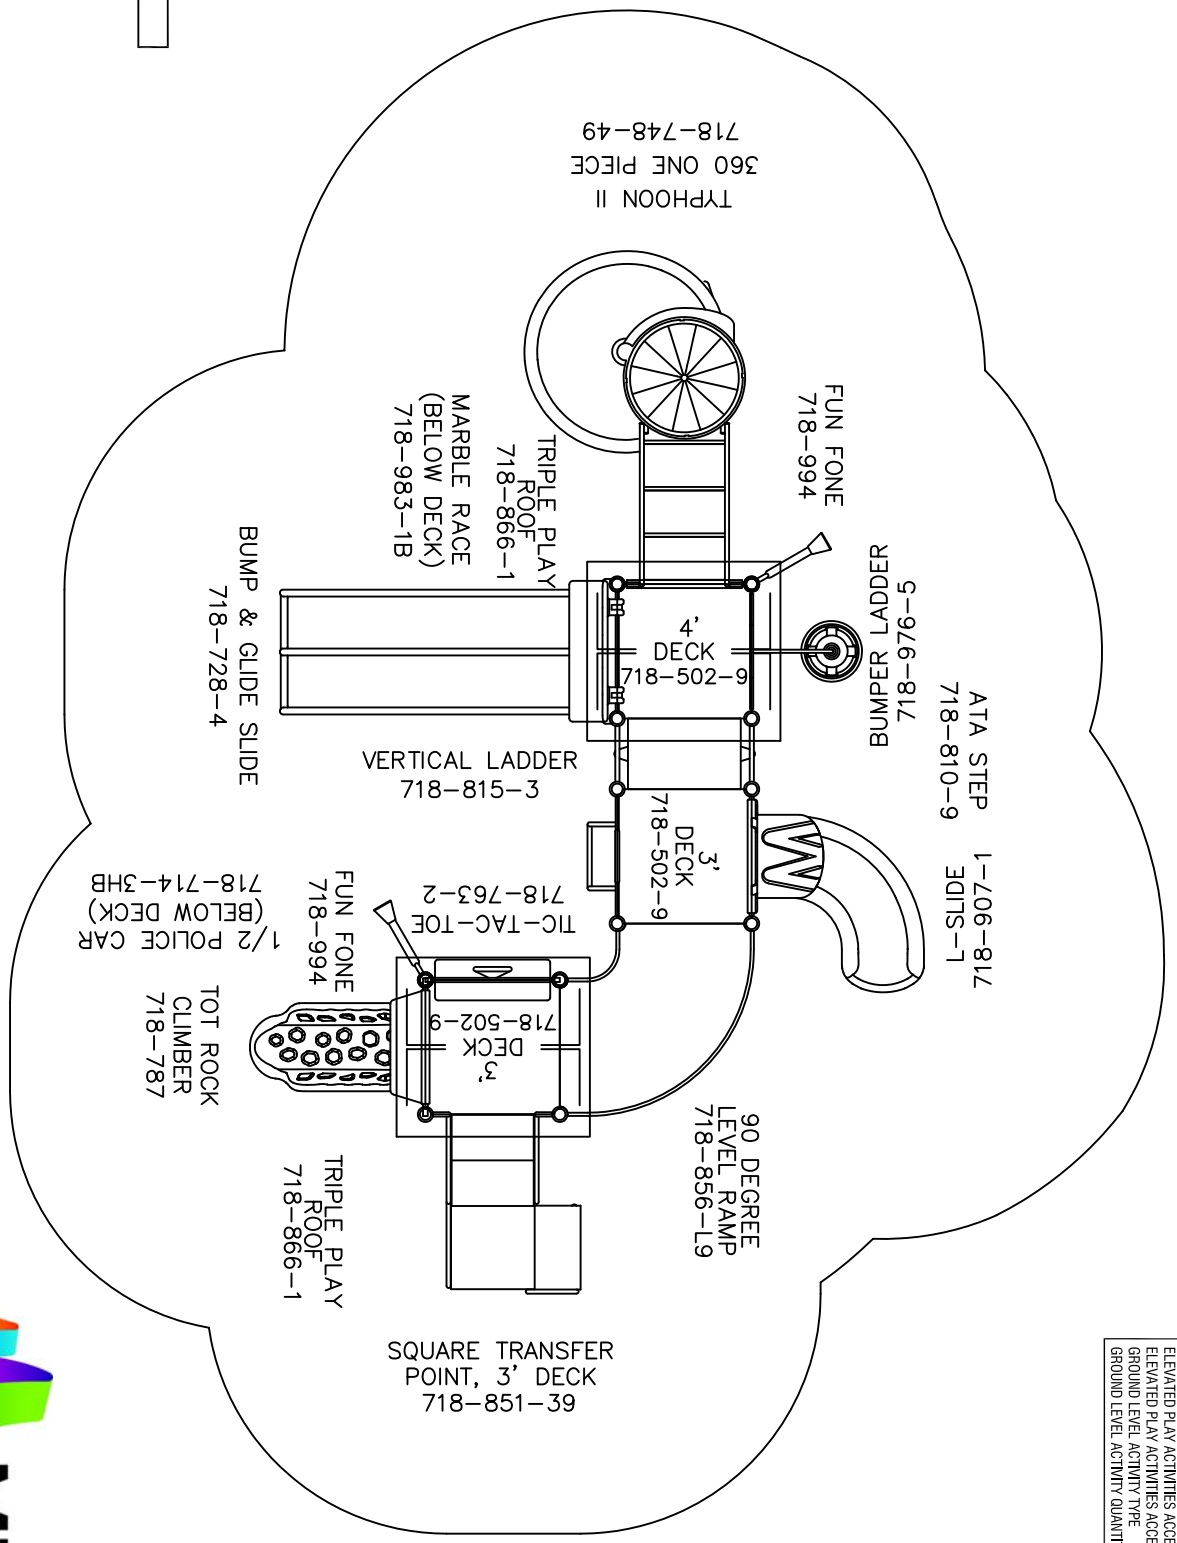 TYPHOON II
360 ONE PIECE
718-748-49
FUN FONE
718-994
MARBLE RACE
(BELOW DECK)
718-983-1B
TRIPLE PLAY
ROOF
718-866-1
BUMPER LADDER
718-976-5
BUMP & GLIDE SLIDE
718-728-4
4'
DECK
718-502-9
ATA STEP
718-810-9
VERTICAL LADDER
718-815-3
3'
DECK
718-502-9
L-SLIDE
718-907-1
1/2 POLICE CAR
(BELOW DECK)
718-714-3HB
FUN FONE
718-994
TIC-TAC-TOE
718-763-2
TOT ROCK
CLIMBER
718-787
3'
DECK
718-502-9
90 DEGREE
LEVEL RAMP
718-856-L9
TRIPLE PLAY
ROOF
718-866-1
SQUARE TRANSFER
POINT, 3' DECK
718-851-39
ELEVATED PLAY ACTIVITIES ACCE
ELEVATED PLAY ACTIVITIES ACCE
GROUND LEVEL ACTIVITY TYPE
GROUND LEVEL ACTIVITY QUANTI